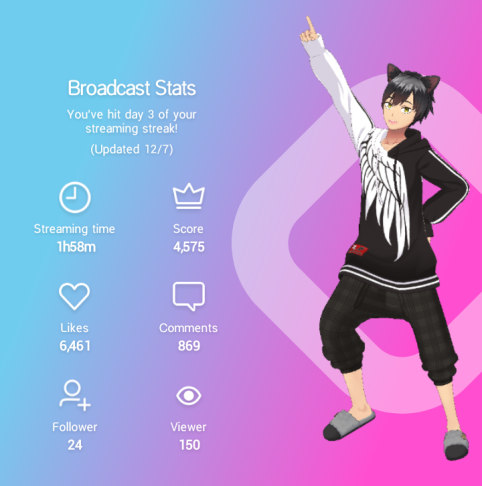 Broadcast Stats
You've hit day 3 of your
streaming streak!
(Updated 12/7)
Streaming time
1h58m
Score
4,575
Likes
6,461
Comments
869
Follower
24
Viewer
150